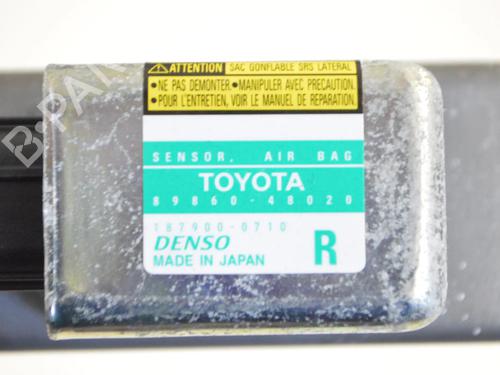 ATTENTION SAC GONFLABLE SRS LATERAL
•NE PAS DEMONTER.•MANIPULER AVEC PRECAUTION.
•POUR L'ENTRETIEN, VOIR LE MANUEL DE REPARATION.
SENSOR, AIR BAG
TOYOTA
89860-48020
187900-0710
DENSO
MADE IN JAPAN
R
B-PARTS